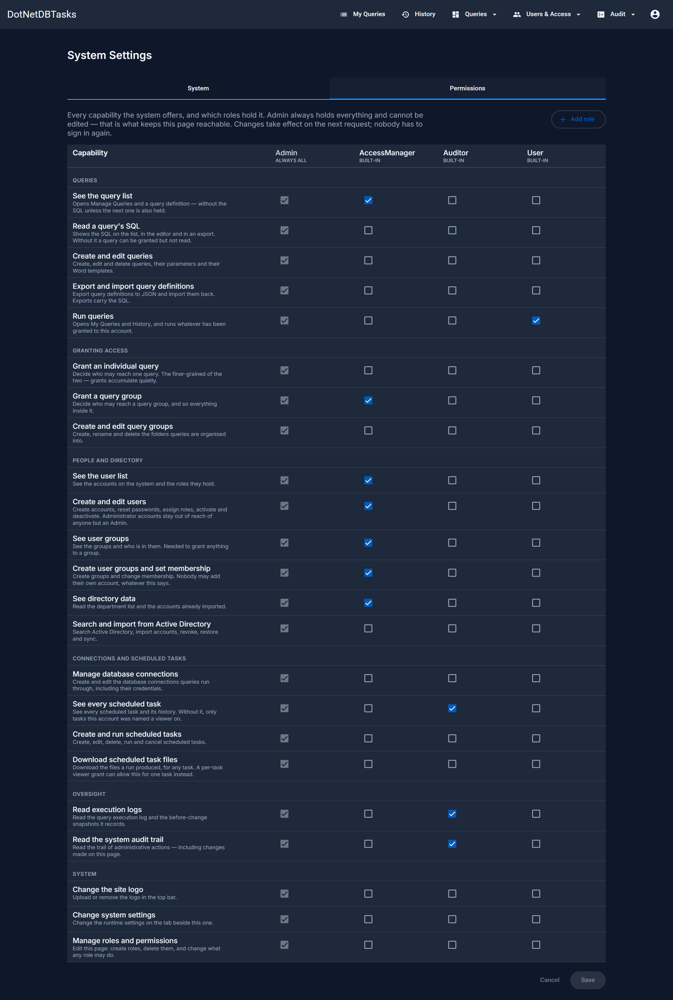 DotNetDBTasks
My Queries
History
Queries
Users & Access
Audit
System Settings
System
Permissions
Every capability the system offers, and which roles hold it. Admin always holds everything and cannot be
edited — that is what keeps this page reachable. Changes take effect on the next request; nobody has to
sign in again.
Add role
Capability
Admin
ALWAYS ALL
AccessManager
BUILT-IN
Auditor
BUILT-IN
User
BUILT-IN
QUERIES
See the query list
Opens Manage Queries and a query definition — without the
SQL unless the next one is also held.
Read a query's SQL
Shows the SQL on the list, in the editor and in an export.
Without it a query can be granted but not read.
Create and edit queries
Create, edit and delete queries, their parameters and their
Word templates.
Export and import query definitions
Export query definitions to JSON and import them back.
Exports carry the SQL.
Run queries
Opens My Queries and History, and runs whatever has been
granted to this account.
GRANTING ACCESS
Grant an individual query
Decide who may reach one query. The finer-grained of the
two — grants accumulate quietly.
Grant a query group
Decide who may reach a query group, and so everything
inside it.
Create and edit query groups
Create, rename and delete the folders queries are organised
into.
PEOPLE AND DIRECTORY
See the user list
See the accounts on the system and the roles they hold.
Create and edit users
Create accounts, reset passwords, assign roles, activate and
deactivate. Administrator accounts stay out of reach of
anyone but an Admin.
See user groups
See the groups and who is in them. Needed to grant anything
to a group.
Create user groups and set membership
Create groups and change membership. Nobody may add
their own account, whatever this says.
See directory data
Read the department list and the accounts already imported.
Search and import from Active Directory
Search Active Directory, import accounts, revoke, restore
and sync.
CONNECTIONS AND SCHEDULED TASKS
Manage database connections
Create and edit the database connections queries run
through, including their credentials.
See every scheduled task
See every scheduled task and its history. Without it, only
tasks this account was named a viewer on.
Create and run scheduled tasks
Create, edit, delete, run and cancel scheduled tasks.
Download scheduled task files
Download the files a run produced, for any task. A per-task
viewer grant can allow this for one task instead.
OVERSIGHT
Read execution logs
Read the query execution log and the before-change
snapshots it records.
Read the system audit trail
Read the trail of administrative actions — including changes
made on this page.
SYSTEM
Change the site logo
Upload or remove the logo in the top bar.
Change system settings
Change the runtime settings on the tab beside this one.
Manage roles and permissions
Edit this page: create roles, delete them, and change what
any role may do.
Cancel
Save